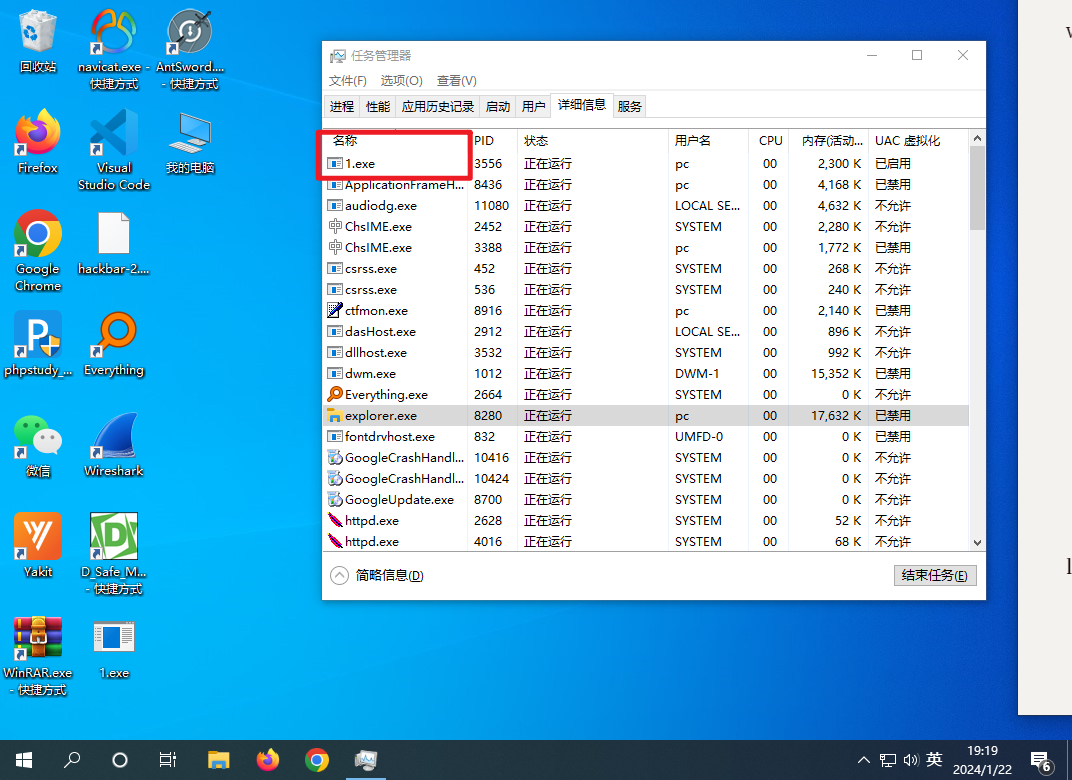 回收站
navicat.exe -
快捷方式
AntSword....
- 快捷方式
Firefox
Visual
Studio Code
我的电脑
Google
Chrome
hackbar-2....
phpstudy_...
Everything
微信
Wireshark
Yakit
D_Safe_M...
- 快捷方式
WinRAR.exe
- 快捷方式
1.exe
任务管理器
文件(F) 选项(O) 查看(V)
进程 性能 应用历史记录 启动 用户 详细信息 服务
名称 PID 状态 用户名 CPU 内存(活动... UAC 虚拟化
1.exe 3556 正在运行 pc 00 2,300 K 已启用
ApplicationFrameH... 8436 正在运行 pc 00 4,168 K 已禁用
audiodg.exe 11080 正在运行 LOCAL SE... 00 4,632 K 不允许
ChsIME.exe 2452 正在运行 SYSTEM 00 2,280 K 不允许
ChsIME.exe 3388 正在运行 pc 00 1,772 K 已禁用
csrss.exe 452 正在运行 SYSTEM 00 268 K 不允许
csrss.exe 536 正在运行 SYSTEM 00 240 K 不允许
ctfmon.exe 8916 正在运行 pc 00 2,140 K 已禁用
dasHost.exe 2912 正在运行 LOCAL SE... 00 896 K 不允许
dllhost.exe 3532 正在运行 SYSTEM 00 992 K 不允许
dwm.exe 1012 正在运行 DWM-1 00 15,352 K 已禁用
Everything.exe 2664 正在运行 SYSTEM 00 0 K 不允许
explorer.exe 8280 正在运行 pc 00 17,632 K 已禁用
fontdrvhost.exe 832 正在运行 UMFD-0 00 0 K 已禁用
GoogleCrashHandl... 10416 正在运行 SYSTEM 00 0 K 不允许
GoogleCrashHandl... 10424 正在运行 SYSTEM 00 0 K 不允许
GoogleUpdate.exe 8700 正在运行 SYSTEM 00 0 K 不允许
httpd.exe 2628 正在运行 SYSTEM 00 52 K 不允许
httpd.exe 4016 正在运行 SYSTEM 00 68 K 不允许
简略信息(D) 结束任务(E)
英
19:19
2024/1/22
6